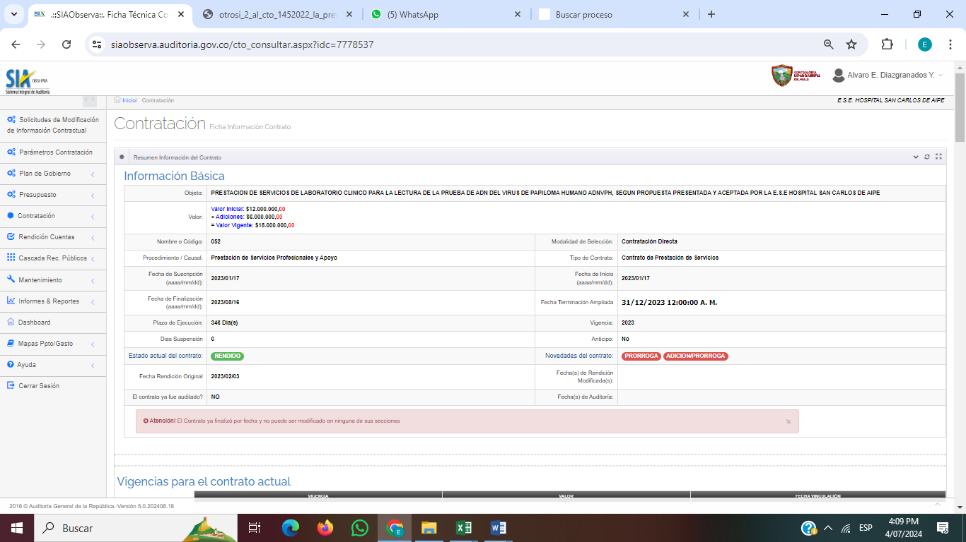 .::SIAObserva::. Ficha Técnica Co
otrosi_2_al_cto_1452022_la_pre
(5) WhatsApp
Buscar proceso
siaobserva.auditoria.gov.co/cto_consultar.aspx?idc=7778537
E
SIA OBSERVA
Sistema Integral de Auditoría
Alvaro E. Diazgranados Y.
Inicial Contratación
E.S.E. HOSPITAL SAN CARLOS DE AIPE
Solicitudes de Modificación de Información Contractual
Parámetros Contratación
Plan de Gobierno
Presupuesto
Contratación
Rendición Cuentas
Cascada Rec. Públicos
Mantenimiento
Informes & Reportes
Dashboard
Mapas Ppto/Gasto
Ayuda
Cerrar Sesión
Contratación Ficha Información Contrato
Resumen Información del Contrato
Información Básica
Objeto: PRESTACION DE SERVICIOS DE LABORATORIO CLINICO PARA LA LECTURA DE LA PRUEBA DE ADN DEL VIRUS DE PAPILOMA HUMANO ADNVPH, SEGUN PROPUESTA PRESENTADA Y ACEPTADA POR LA E.S.E HOSPITAL SAN CARLOS DE AIPE
Valor:
Valor Inicial: $12.000.000,00
+ Adiciones: $6.000.000,00
= Valor Vigente: $18.000.000,00
Nombre o Código: 052 Modalidad de Selección: Contratación Directa
Procedimiento / Causal: Prestación de Servicios Profesionales y Apoyo Tipo de Contrato: Contrato de Prestación de Servicios
Fecha de Suscripción (aaaa/mm/dd): 2023/01/17 Fecha de Inicio (aaaa/mm/dd): 2023/01/17
Fecha de Finalización (aaaa/mm/dd): 2023/08/16 Fecha Terminación Ampliada: 31/12/2023 12:00:00 A. M.
Plazo de Ejecución: 346 Día(s) Vigencia: 2023
Dias Suspensión 0 Anticipo: No
Estado actual del contrato: RENDIDO Novedades del contrato: PRORROGA ADICION/PRORROGA
Fecha Rendición Original 2023/02/03 Fecha(s) de Rendición Modificada(s):
El contrato ya fue auditado? NO Fecha(s) de Auditoria:
Atención! El Contrato ya finalizó por fecha y no puede ser modificado en ninguna de sus secciones
Vigencias para el contrato actual
VIGENCIA VALOR FECHA VINCULACIÓN
2016 © Auditoría General de la República.
Buscar
ESP
4:09 PM
4/07/2024